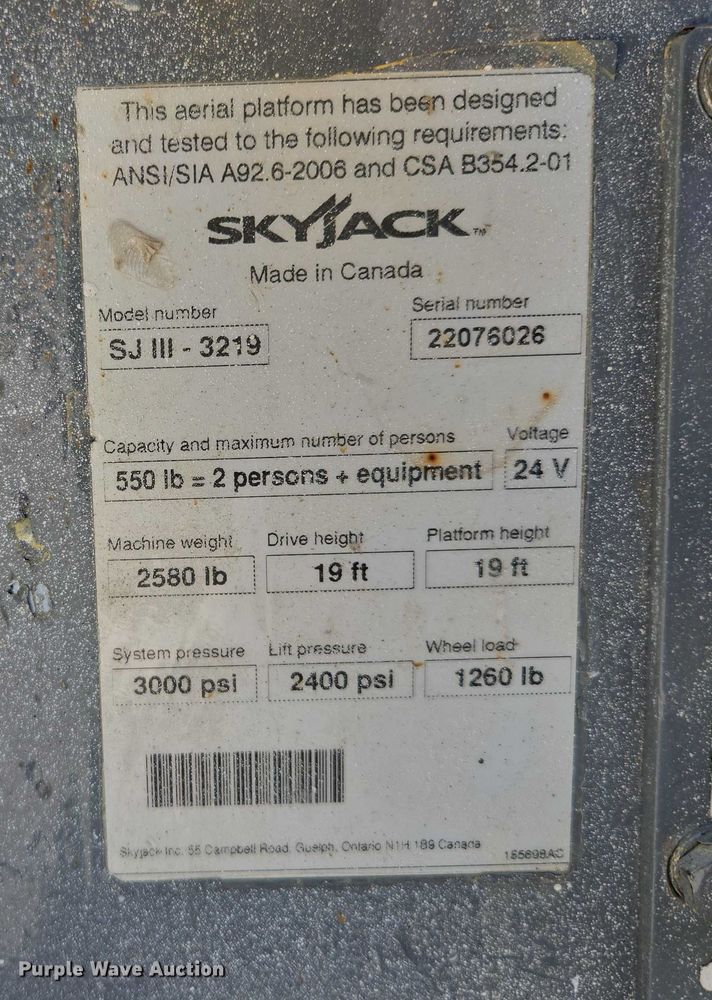 This aerial platform has been designed
and tested to the following requirements:
ANSI/SIA A92.6-2006 and CSA B354.2-01
SKYJACK™
Made in Canada
Model number
Serial number
SJ III - 3219
22076026
Capacity and maximum number of persons
Voltage
550 lb = 2 persons + equipment
24 V
Machine weight
Drive height
Platform height
2580 lb
19 ft
19 ft
System pressure
Lift pressure
Wheel load
3000 psi
2400 psi
1260 lb
Skyjack Inc. 55 Campbell Road, Guelph, Ontario N1H 1B9 Canada
155698AC
Purple Wave Auction